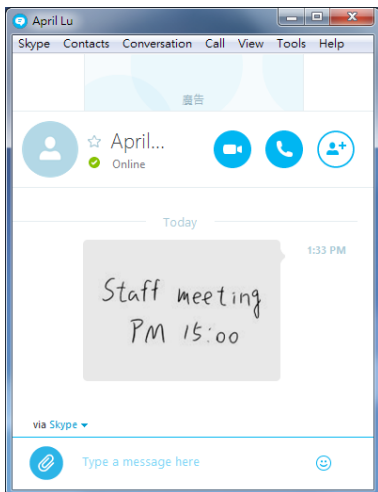 April Lu
Skype Contacts Conversation Call View Tools Help
廣告
April...
Online
Today
1:33 PM
Staff meeting
PM 15:00
via Skype
Type a message here